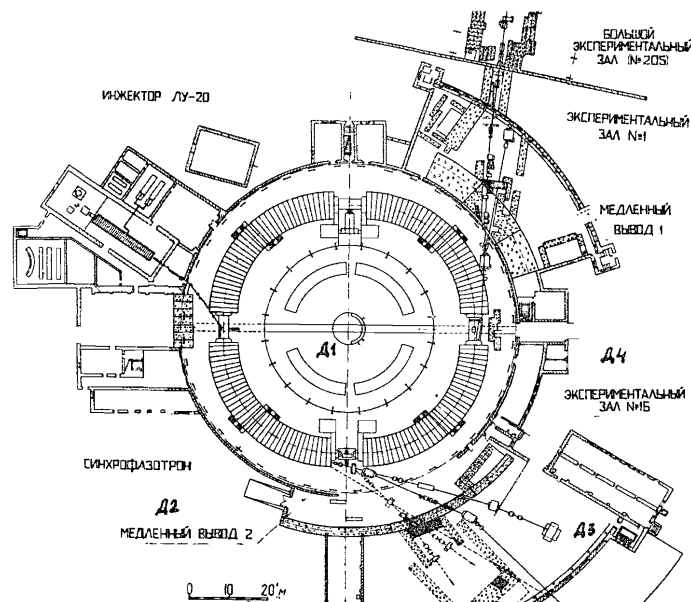 БОЛЬШОЙ
ЭКСПЕРИМЕНТАЛЬНЫЙ
ЗАЛ (№205)
ИНЖЕКТОР ЛУ-20
ЭКСПЕРИМЕНТАЛЬНЫЙ
ЗАЛ №1
МЕДЛЕННЫЙ
ВЫВОД 1
Д1
Д4
ЭКСПЕРИМЕНТАЛЬНЫЙ
ЗАЛ №1Б
СИНХРОФАЗОТРОН
Д2
МЕДЛЕННЫЙ ВЫВОД 2
Д3
0 10 20 м